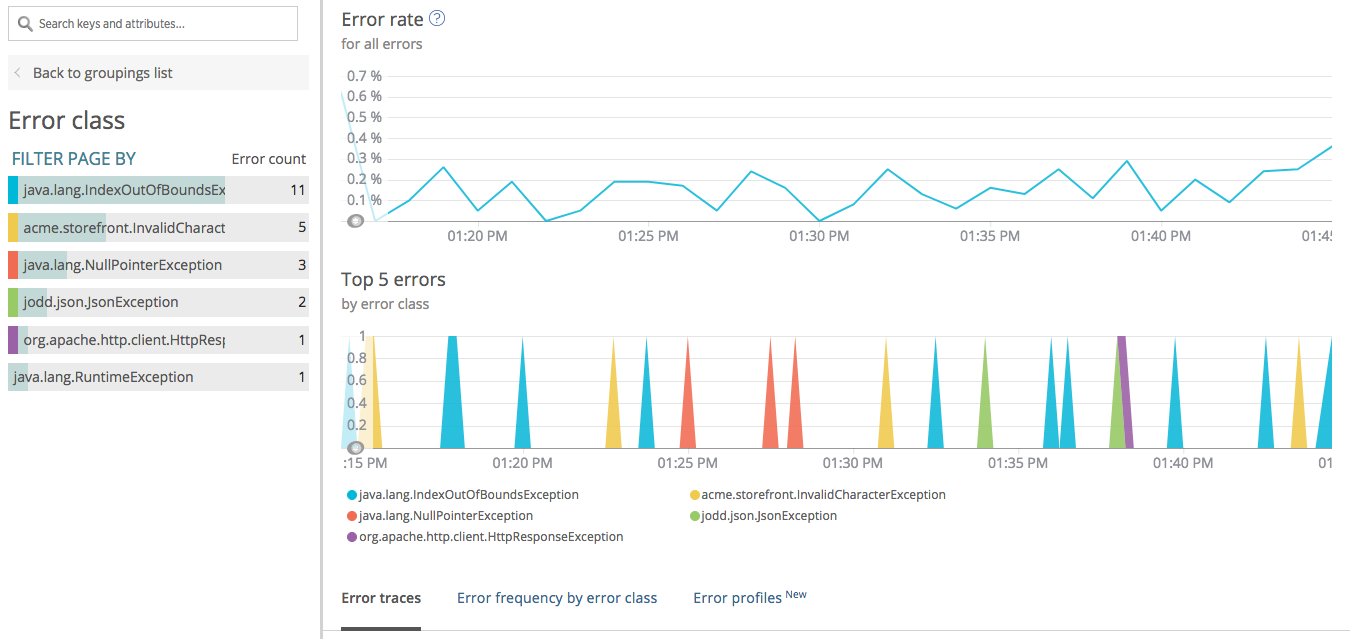 Search keys and attributes...
Back to groupings list
Error class
FILTER PAGE BY Error count
java.lang.IndexOutOfBoundsEx 11
acme.storefront.InvalidCharact 5
java.lang.NullPointerException 3
jodd.json.JsonException 2
org.apache.http.client.HttpResp 1
java.lang.RuntimeException 1
Error rate ?
for all errors
0.7 %
0.6 %
0.5 %
0.4 %
0.3 %
0.2 %
0.1 %
01:20 PM 01:25 PM 01:30 PM 01:35 PM 01:40 PM 01:45
Top 5 errors
by error class
1
0.8
0.6
0.4
0.2
:15 PM 01:20 PM 01:25 PM 01:30 PM 01:35 PM 01:40 PM 01
java.lang.IndexOutOfBoundsException acme.storefront.InvalidCharacterException
java.lang.NullPointerException jodd.json.JsonException
org.apache.http.client.HttpResponseException
Error traces Error frequency by error class Error profiles New